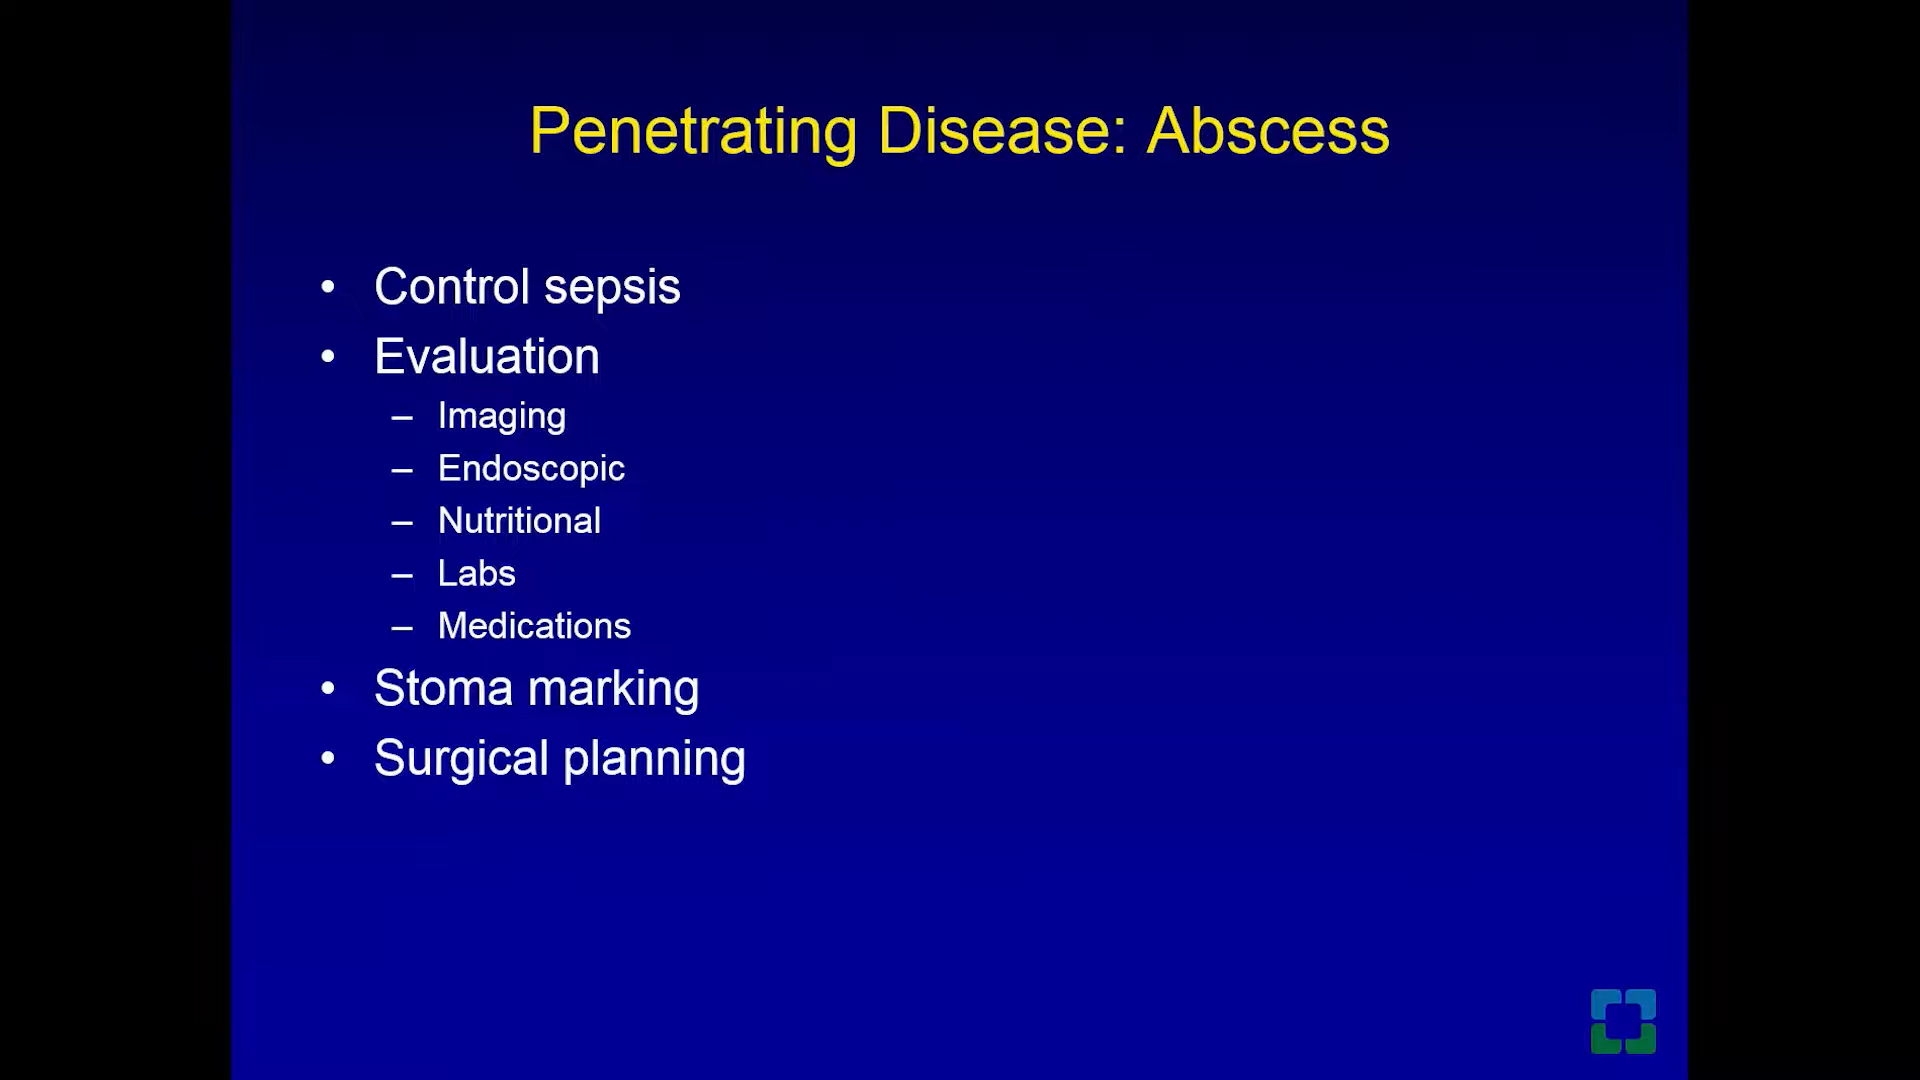 Penetrating Disease: Abscess
• Control sepsis
• Evaluation
– Imaging
– Endoscopic
– Nutritional
– Labs
– Medications
• Stoma marking
• Surgical planning